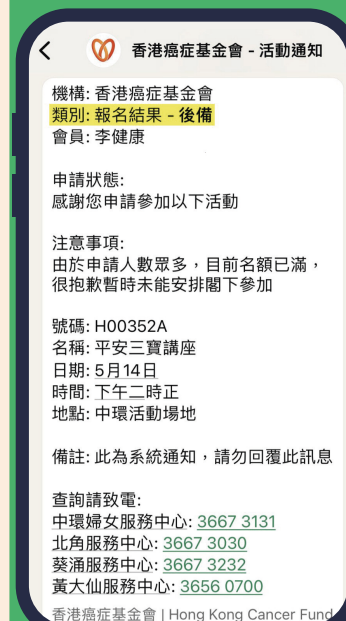 香港癌症基金會 - 活動通知
機構: 香港癌症基金會
類別: 報名結果 - 後備
會員: 李健康
申請狀態:
感謝您申請參加以下活動
注意事項:
由於申請人數眾多，目前名額已滿，
很抱歉暫時未能安排閣下參加
號碼: H00352A
名稱: 平安三寶講座
日期: 5月14日
時間: 下午二時正
地點: 中環活動場地
備註: 此為系統通知，請勿回覆此訊息
查詢請致電:
中環婦女服務中心: 3667 3131
北角服務中心: 3667 3030
葵涌服務中心: 3667 3232
黃大仙服務中心: 3656 0700
香港癌症基金會 | Hong Kong Cancer Fund